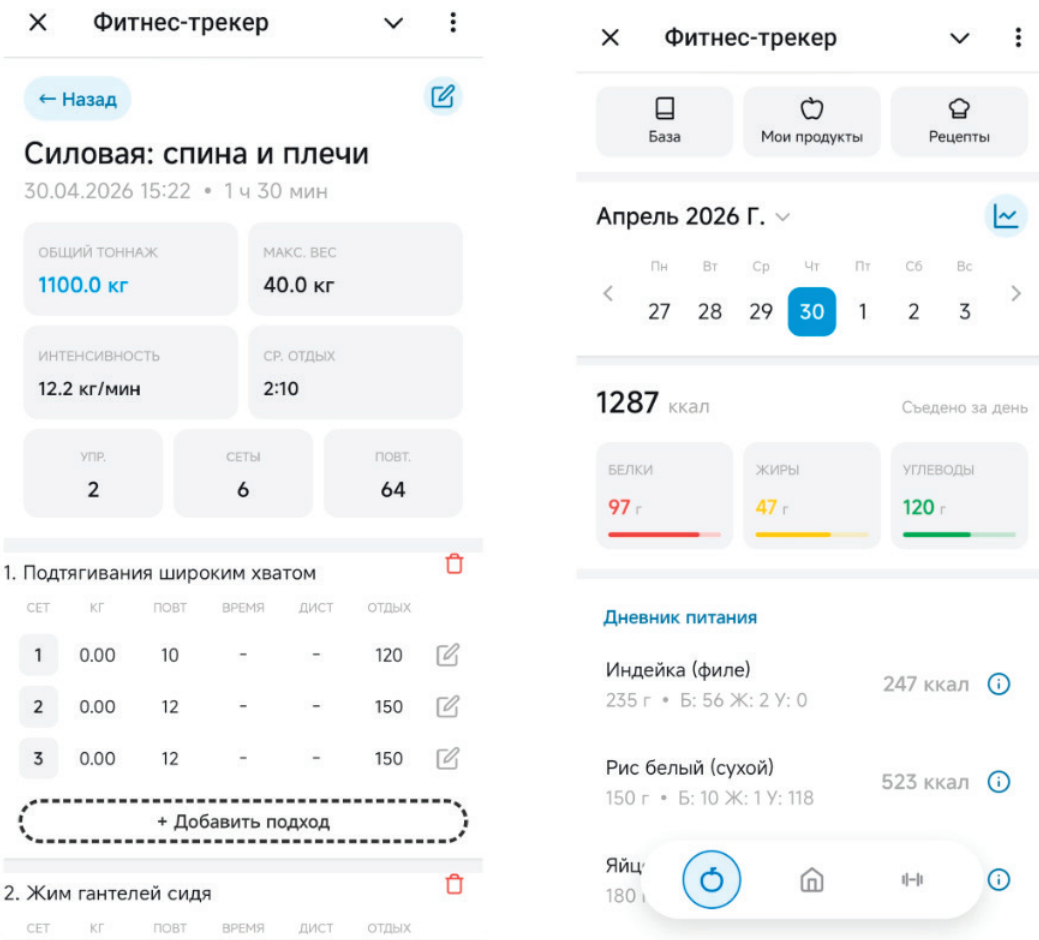 Фитнес-трекер
← Назад
Силовая: спина и плечи
30.04.2026 15:22 • 1 ч 30 мин
ОБЩИЙ ТОННАЖ
1100.0 кг
МАКС. ВЕС
40.0 кг
ИНТЕНСИВНОСТЬ
12.2 кг/мин
СР. ОТДЫХ
2:10
УПР.
2
СЕТЫ
6
ПОВТ.
64
1. Подтягивания широким хватом
СЕТ КГ ПОВТ ВРЕМЯ ДИСТ ОТДЫХ
1 0.00 10 - - 120
2 0.00 12 - - 150
3 0.00 12 - - 150
+ Добавить подход
2. Жим гантелей сидя
СЕТ КГ ПОВТ ВРЕМЯ ДИСТ ОТДЫХ
Фитнес-трекер
База
Мои продукты
Рецепты
Апрель 2026 Г.
Пн Вт Ср Чт Пт Сб Вс
27 28 29 30 1 2 3
1287 ккал
Съедено за день
БЕЛКИ
97 г
ЖИРЫ
47 г
УГЛЕВОДЫ
120 г
Дневник питания
Индейка (филе)
247 ккал
235 г • Б: 56 Ж: 2 У: 0
Рис белый (сухой)
523 ккал
150 г • Б: 10 Ж: 1 У: 118
180